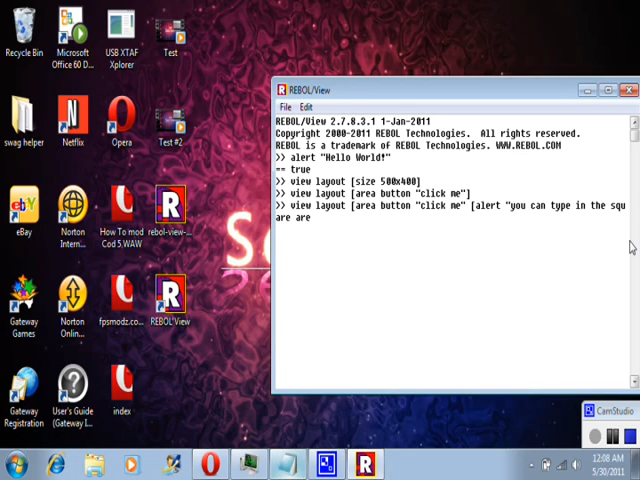 Recycle Bin
Microsoft
Office 60 D...
USB XTAF
Xplorer
Test
swag helper
Netflix
Opera
Test #2
eBay
Norton
Intern...
How To mod
Cod 5.WAW
rebol-view-...
Gateway
Games
Norton
Onlin...
fpsmodz.co...
REBOL View
Gateway
Registration
User's Guide
(Gateway I...
index
REBOL/View
File Edit
REBOL/View 2.7.8.3.1 1-Jan-2011
Copyright 2000-2011 REBOL Technologies. All rights reserved.
REBOL is a trademark of REBOL Technologies. WWW.REBOL.COM
>> alert "Hello World!"
== true
>> view layout [size 500x400]
>> view layout [area button "click me"]
>> view layout [area button "click me" [alert "you can type in the squ
are are
CamStudio
12:08 AM
5/30/2011